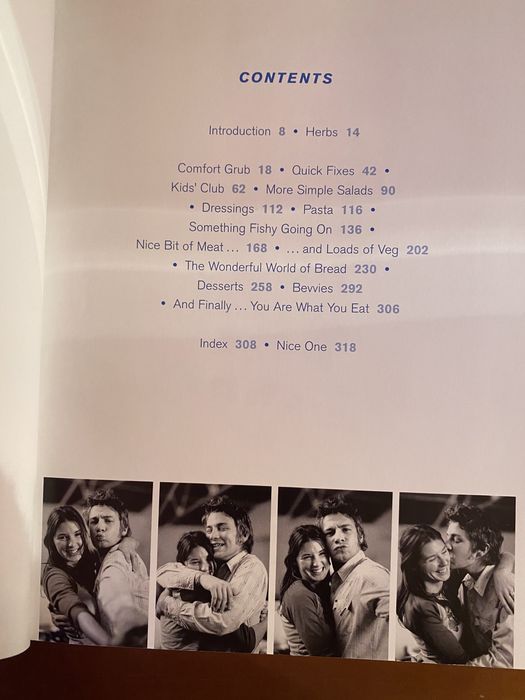 CONTENTS
Introduction 8 • Herbs 14
Comfort Grub 18 • Quick Fixes 42 •
Kids' Club 62 • More Simple Salads 90
• Dressings 112 • Pasta 116 •
Something Fishy Going On 136 •
Nice Bit of Meat ... 168 • ... and Loads of Veg 202
• The Wonderful World of Bread 230 •
Desserts 258 • Bevvies 292
• And Finally ... You Are What You Eat 306
Index 308 • Nice One 318